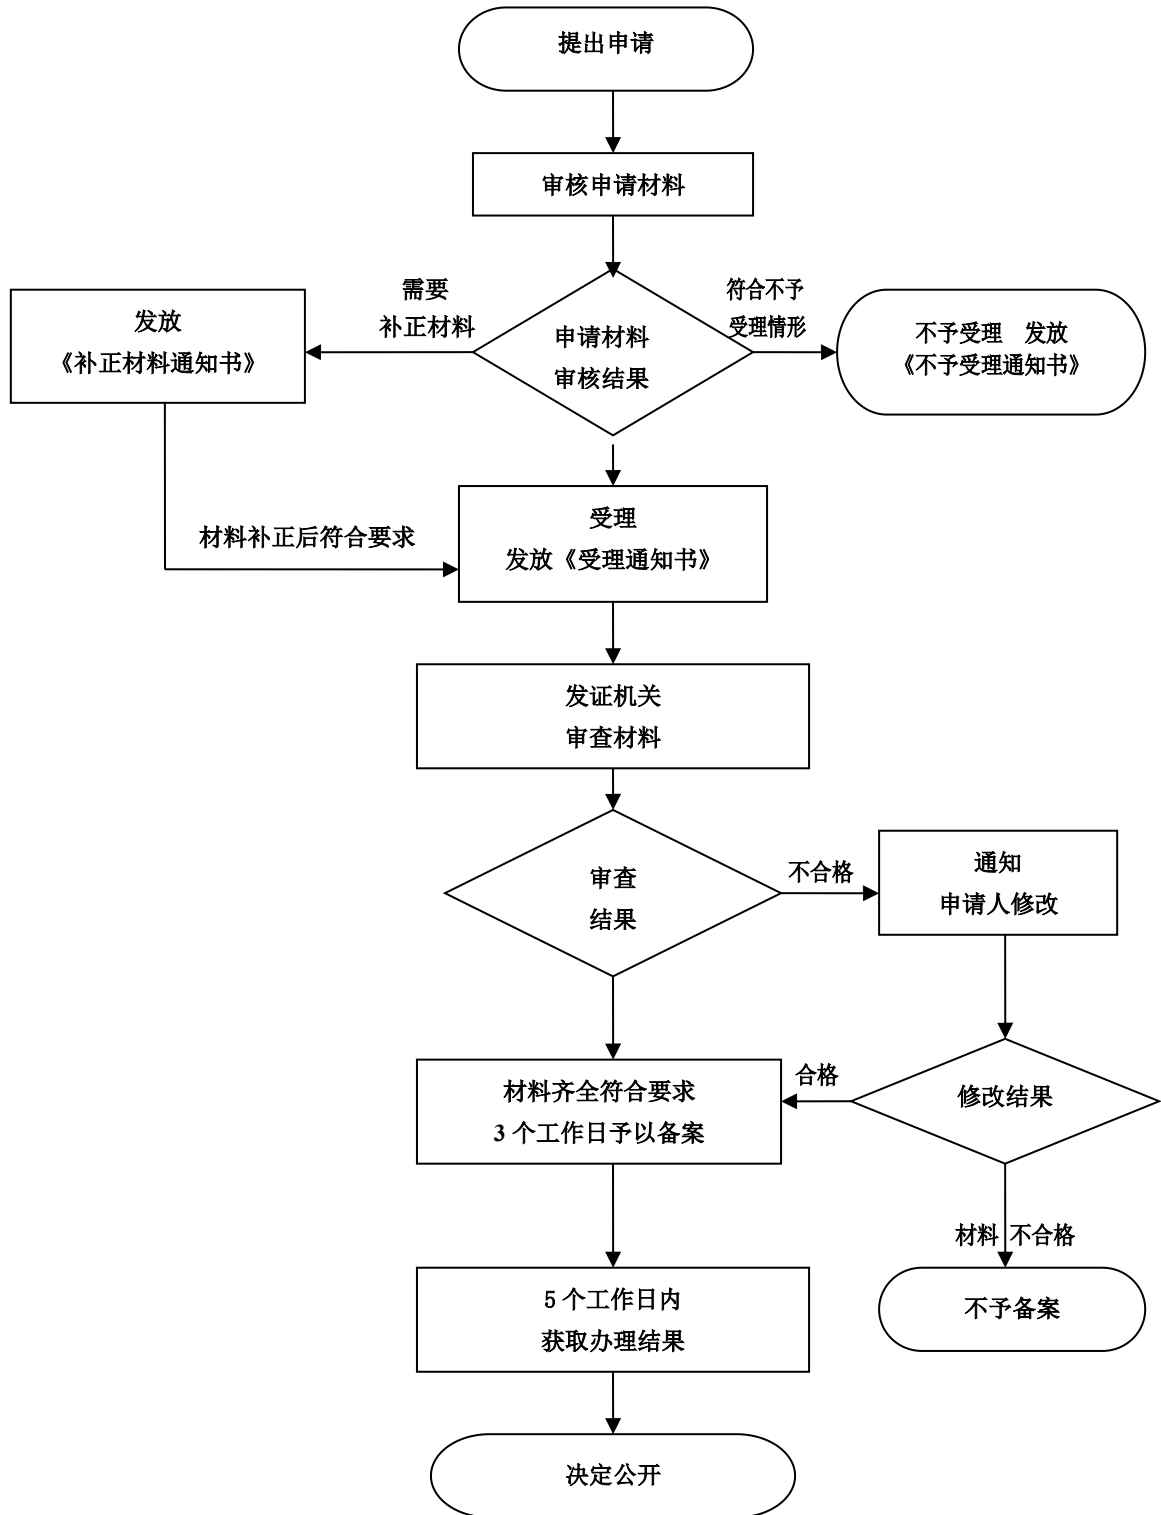 提出申请
审核申请材料
需要
补正材料
符合不予
受理情形
发放
《补正材料通知书》
申请材料
审核结果
不予受理 发放
《不予受理通知书》
材料补正后符合要求
受理
发放《受理通知书》
发证机关
审查材料
审查
结果
不合格
通知
申请人修改
材料齐全符合要求
3 个工作日予以备案
合格
修改结果
材料 不合格
不予备案
5 个工作日内
获取办理结果
决定公开